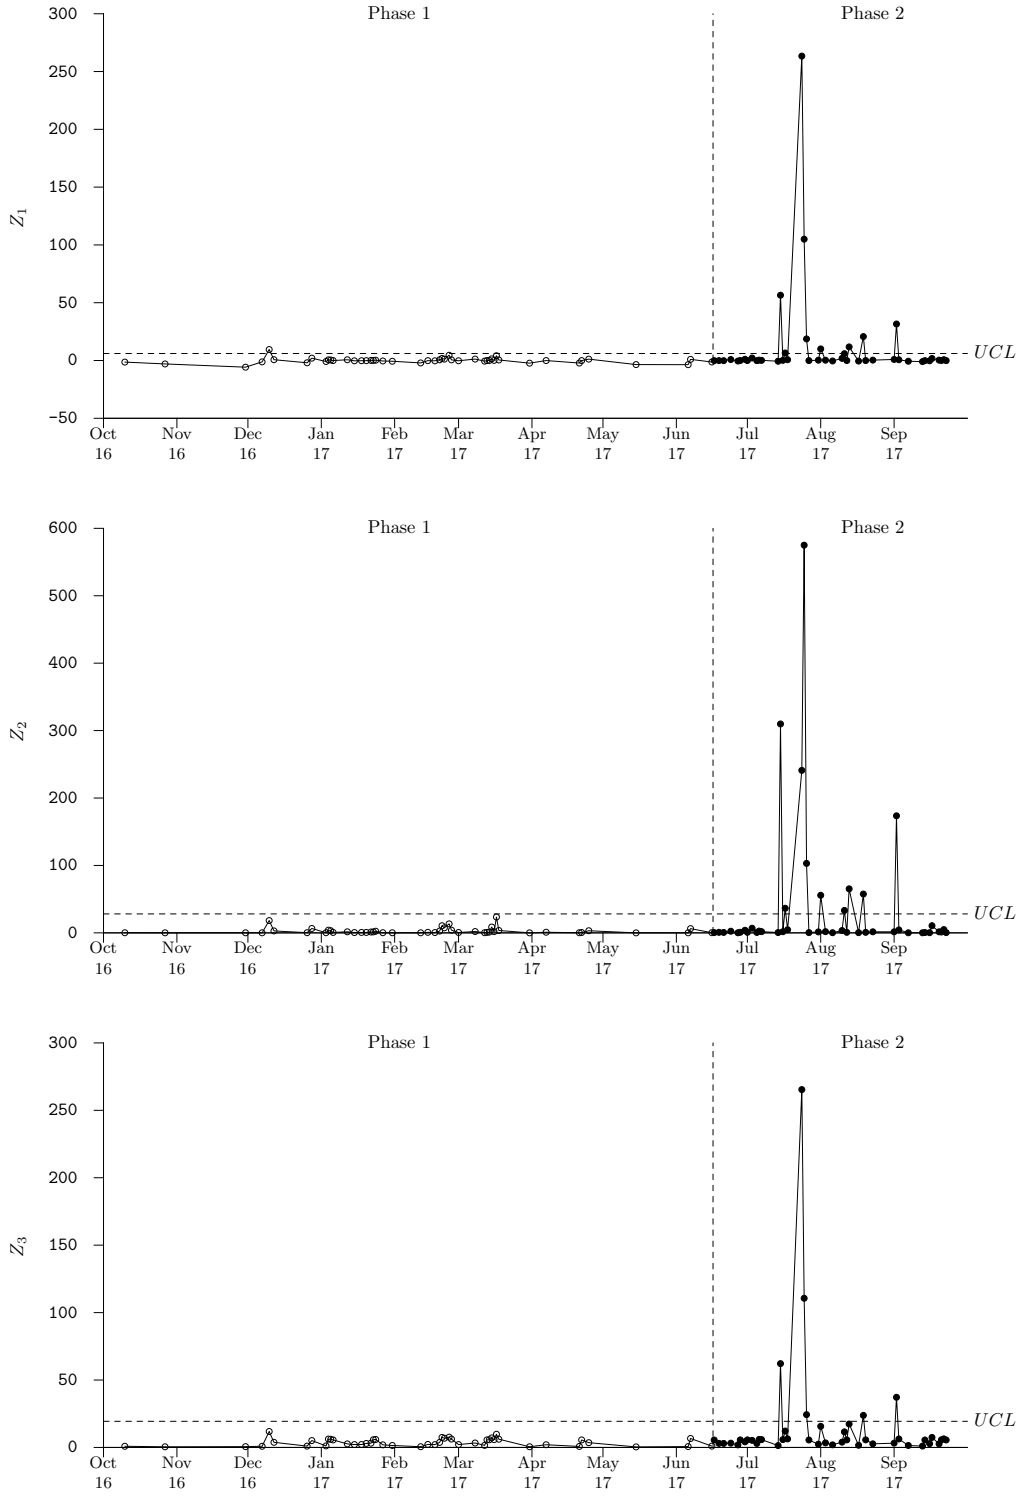 Phase 1 Phase 2
300
250
200
150
100
50
0
−50
Z1
UCL
Oct Nov Dec Jan Feb Mar Apr May Jun Jul Aug Sep
16 16 16 17 17 17 17 17 17 17 17 17
Phase 1 Phase 2
600
500
400
300
200
100
0
Z2
UCL
Oct Nov Dec Jan Feb Mar Apr May Jun Jul Aug Sep
16 16 16 17 17 17 17 17 17 17 17 17
Phase 1 Phase 2
300
250
200
150
100
50
0
Z3
UCL
Oct Nov Dec Jan Feb Mar Apr May Jun Jul Aug Sep
16 16 16 17 17 17 17 17 17 17 17 17